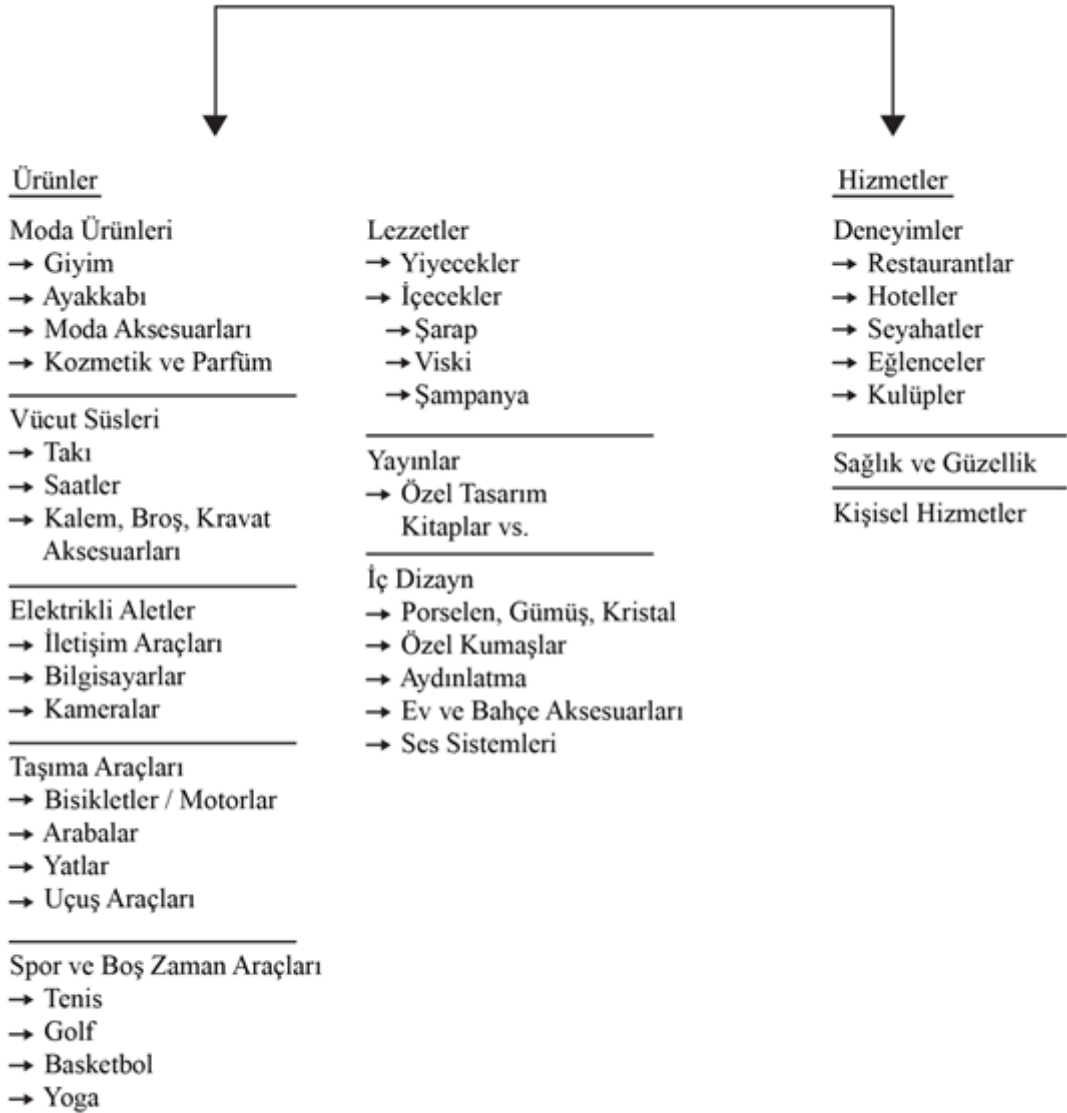 Ürünler
Moda Ürünleri
→ Giyim
→ Ayakkabı
→ Moda Aksesuarları
→ Kozmetik ve Parfüm
Vücut Süsleri
→ Takı
→ Saatler
→ Kalem, Broş, Kravat
Aksesuarları
Elektrikli Aletler
→ İletişim Araçları
→ Bilgisayarlar
→ Kameralar
Taşıma Araçları
→ Bisikletler / Motorlar
→ Arabalar
→ Yatlar
→ Uçuş Araçları
Spor ve Boş Zaman Araçları
→ Tenis
→ Golf
→ Basketbol
→ Yoga
Lezzetler
→ Yiyecekler
→ İçecekler
→ Şarap
→ Viski
→ Şampanya
Yayınlar
→ Özel Tasarım
Kitaplar vs.
İç Dizayn
→ Porselen, Gümüş, Kristal
→ Özel Kumaşlar
→ Aydınlatma
→ Ev ve Bahçe Aksesuarları
→ Ses Sistemleri
Hizmetler
Deneyimler
→ Restaurantlar
→ Hoteller
→ Seyahatler
→ Eğlenceler
→ Kulüpler
Sağlık ve Güzellik
Kişisel Hizmetler